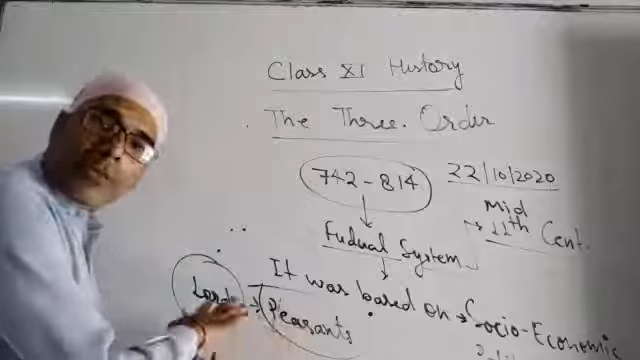 Class XI History
The Three Order
742-814 22/10/2020
Mid
11th Cent.
Fudual System
It was based on → Socio-Economic
Lord → Peasants